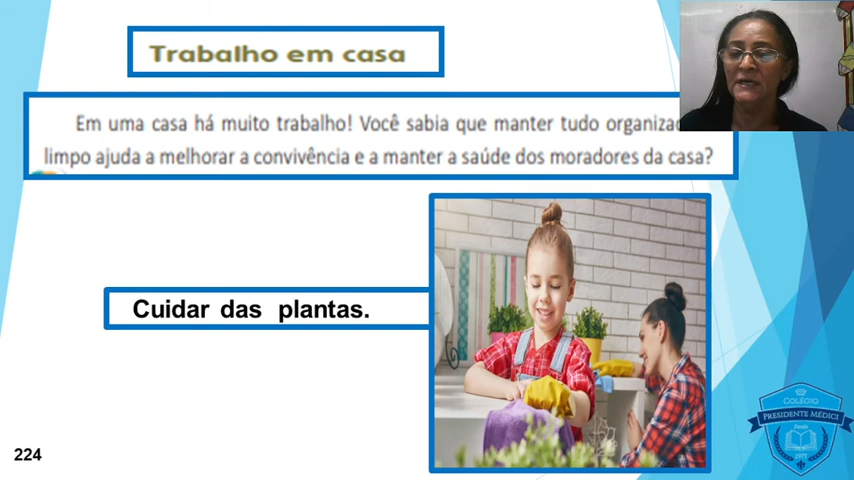 Trabalho em casa
Em uma casa há muito trabalho! Você sabia que manter tudo
limpo ajuda a melhorar a convivência e a manter a saúde dos moradores da casa?
Cuidar das plantas.
COLÉGIO
PRESIDENTE MÉDICI
224